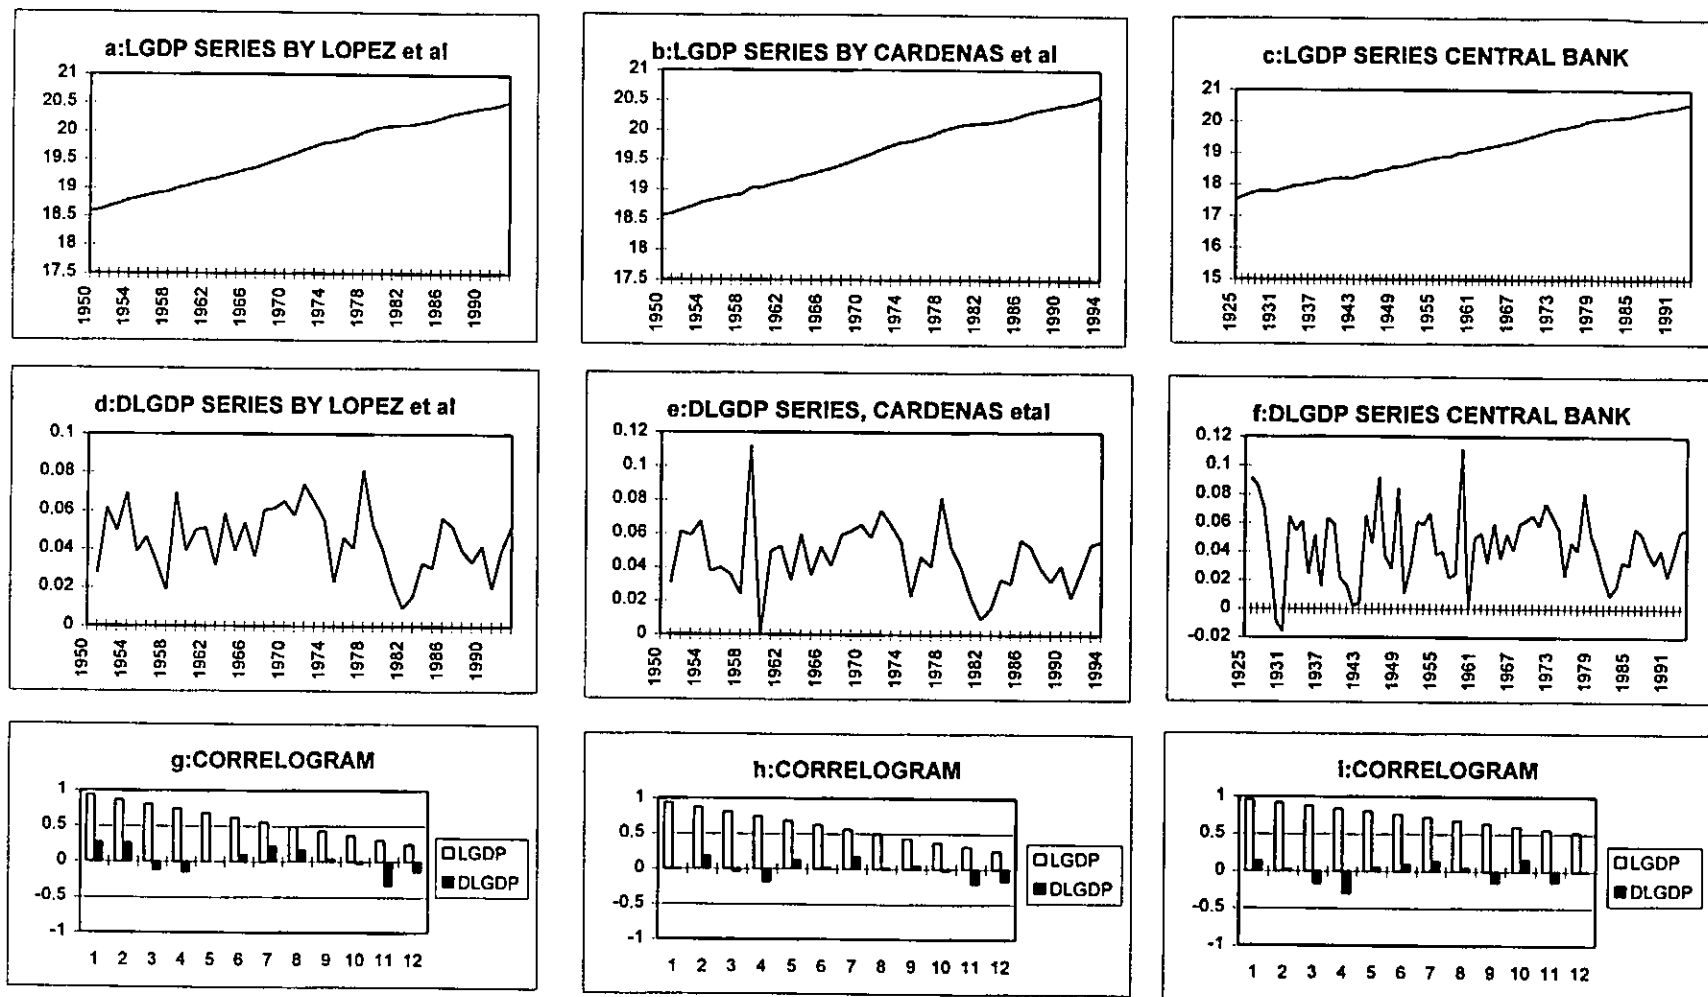 a:LGDP SERIES BY LOPEZ et al
21
20.5
20
19.5
19
18.5
18
17.5
1950 1954 1958 1962 1966 1970 1974 1978 1982 1986 1990
b:LGDP SERIES BY CARDENAS et al
21
20.5
20
19.5
19
18.5
18
17.5
1950 1954 1958 1962 1966 1970 1974 1978 1982 1986 1990 1994
c:LGDP SERIES CENTRAL BANK
21
20
19
18
17
16
15
1925 1931 1937 1943 1949 1955 1961 1967 1973 1979 1985 1991
d:DLGDP SERIES BY LOPEZ et al
0.1
0.08
0.06
0.04
0.02
0
1950 1954 1958 1962 1966 1970 1974 1978 1982 1986 1990
e:DLGDP SERIES, CARDENAS etal
0.12
0.1
0.08
0.06
0.04
0.02
0
1950 1954 1958 1962 1966 1970 1974 1978 1982 1986 1990 1994
f:DLGDP SERIES CENTRAL BANK
0.12
0.1
0.08
0.06
0.04
0.02
0
-0.02
1925 1931 1937 1943 1949 1955 1961 1967 1973 1979 1985 1991
g:CORRELOGRAM
1
0.5
0
-0.5
-1
1 2 3 4 5 6 7 8 9 10 11 12
LGDP
DLGDP
h:CORRELOGRAM
1
0.5
0
-0.5
-1
1 2 3 4 5 6 7 8 9 10 11 12
LGDP
DLGDP
i:CORRELOGRAM
1
0.5
0
-0.5
-1
1 2 3 4 5 6 7 8 9 10 11 12
LGDP
DLGDP